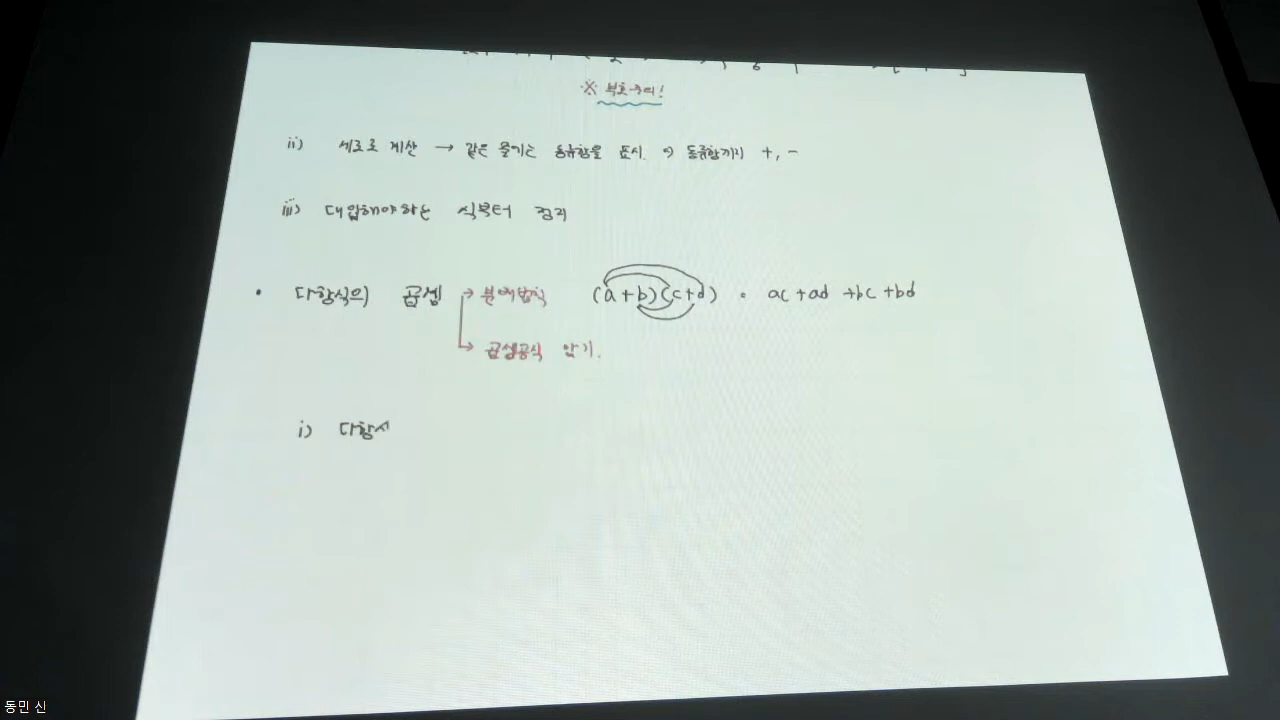 ※ 부호주의!
ii) 세로로 계산 → 같은 줄기는 동류항을 표시. ⇒ 동류항끼리 +, -
iii) 대입해야하는 식부터 정리
• 다항식의 곱셈 → 분배법칙 (a+b)(c+d) = ac +ad +bc +bd
→ 곱셈공식 암기.
i) 다항식
동민 신